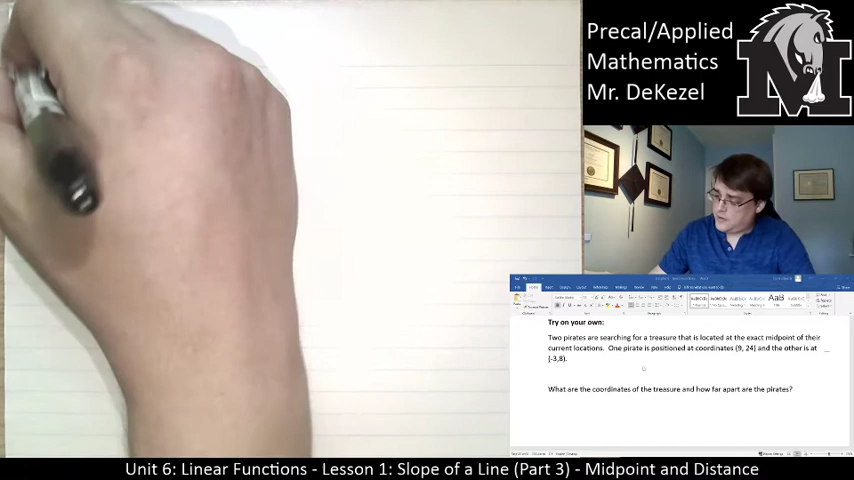 Precal/Applied
Mathematics
Mr. DeKezel
M
Try on your own:
Two pirates are searching for a treasure that is located at the exact midpoint of their
current locations.  One pirate is positioned at coordinates (9, 24) and the other is at
(-3,8).
What are the coordinates of the treasure and how far apart are the pirates?
Unit 6: Linear Functions - Lesson 1: Slope of a Line (Part 3) - Midpoint and Distance